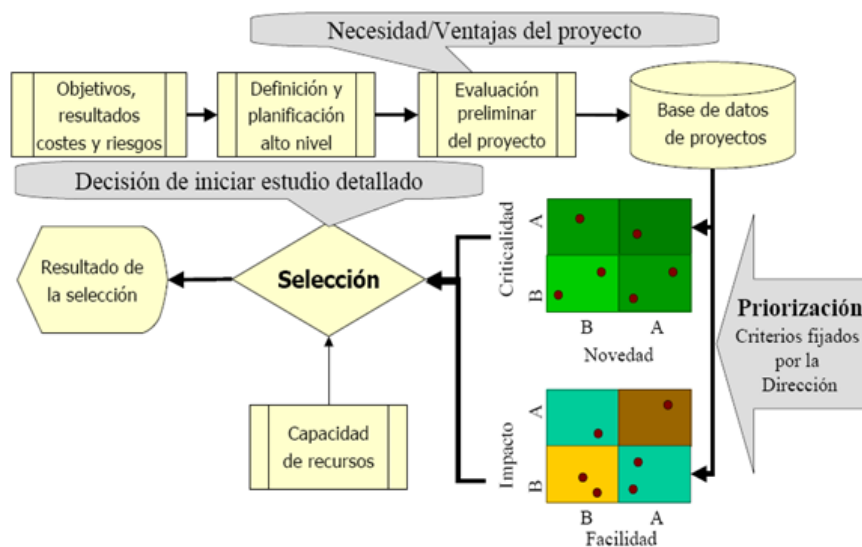 Necesidad/Ventajas del proyecto
Objetivos,
resultados
costes y riesgos
Definición y
planificación
alto nivel
Evaluación
preliminar
del proyecto
Base de datos
de proyectos
Decisión de iniciar estudio detallado
Resultado de
la selección
Selección
Capacidad
de recursos
Criticalidad
A
B
B
A
Novedad
Impacto
A
B
B
A
Facilidad
Priorización
Criterios fijados
por la
Dirección